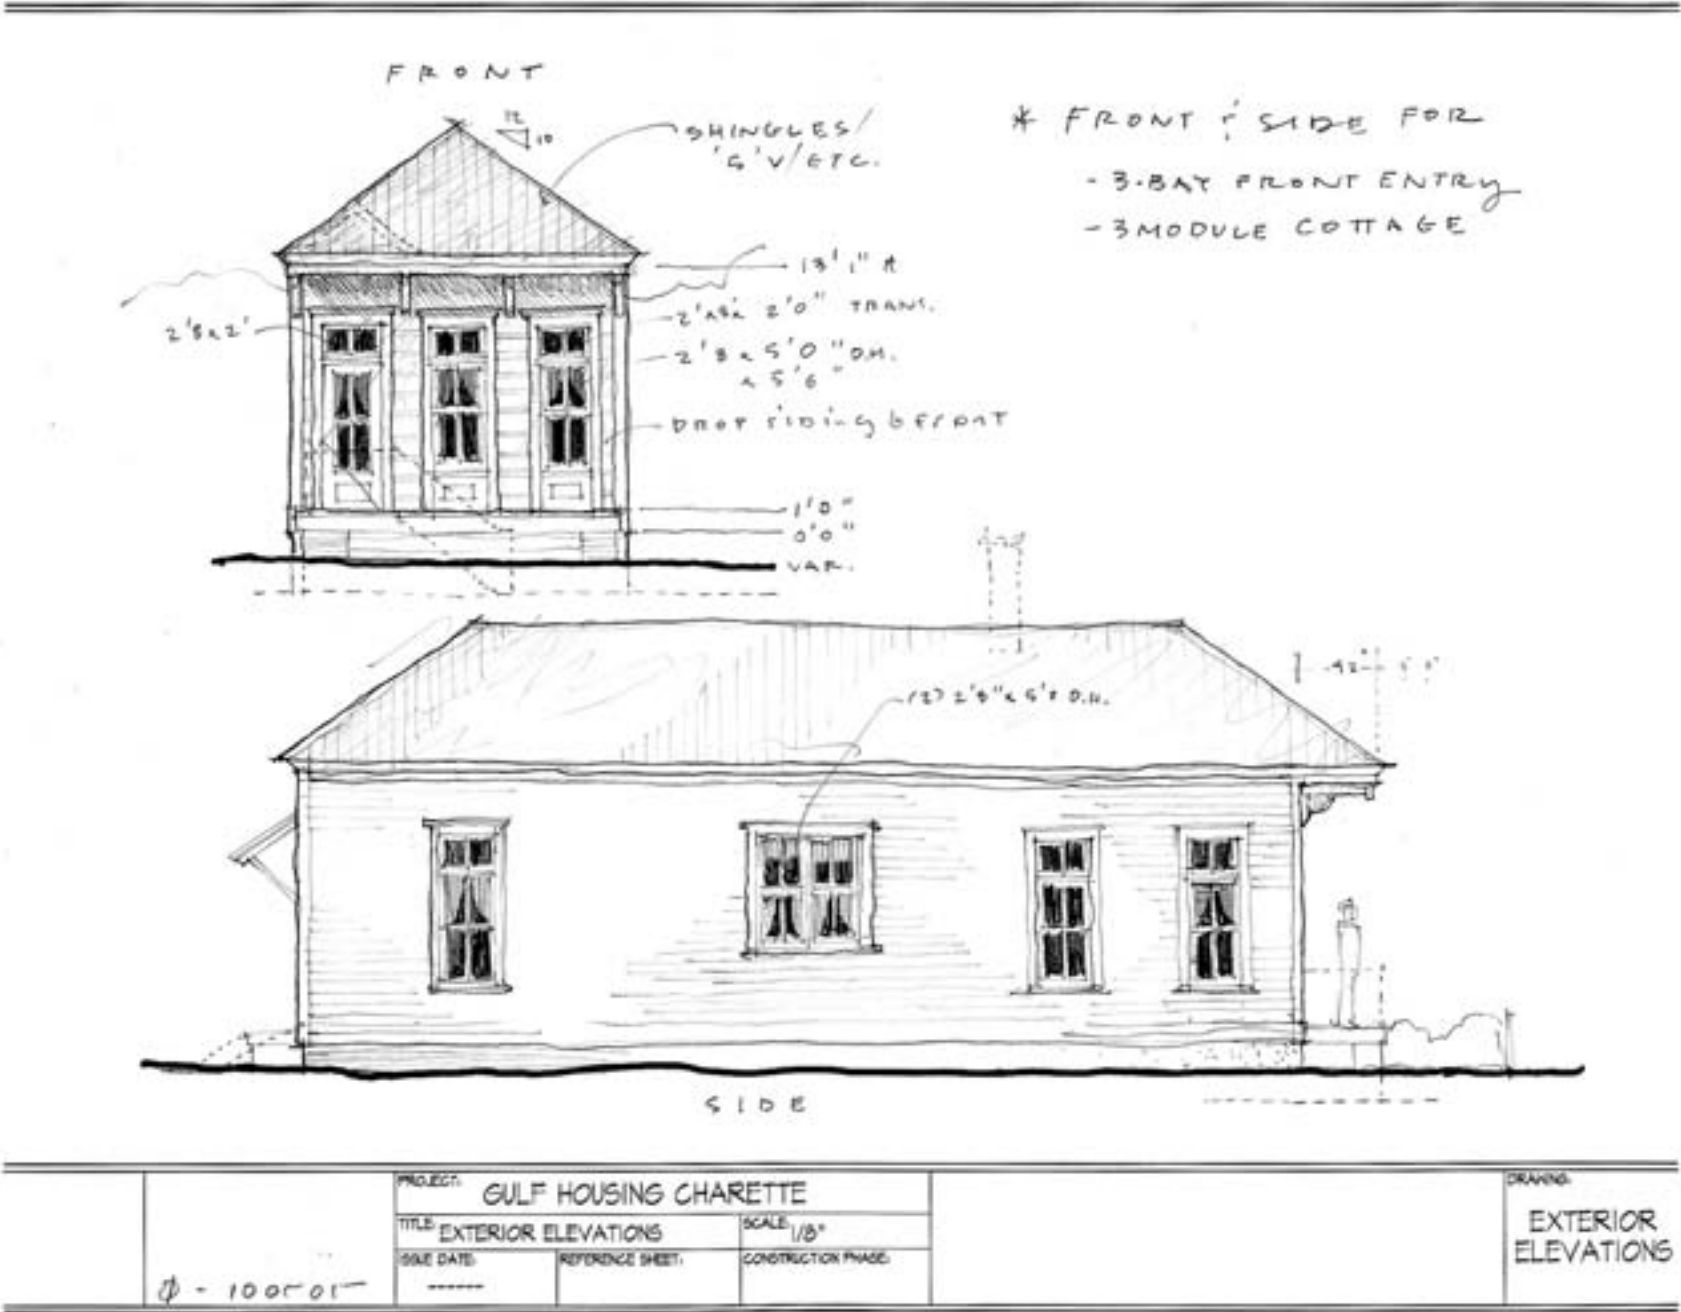 FRONT
12
10
SHINGLES/
'5'V/ETC.
* FRONT & SIDE FOR
- 3-BAY FRONT ENTRY
- 3 MODULE COTTAGE
13'1"
2'8x2'
2'0" TRANS.
2'8 x 5'0" D.H.
x 5'6"
DROP siding @ FRONT
1'0"
0'0"
VAR.
(2) 2'8" x 5'0 D.H.
SIDE
PROJECT: GULF HOUSING CHARETTE
TITLE: EXTERIOR ELEVATIONS
SCALE: 1/8"
ISSUE DATE: ------
REFERENCE SHEET:
CONSTRUCTION PHASE:
DRAWING:
EXTERIOR
ELEVATIONS